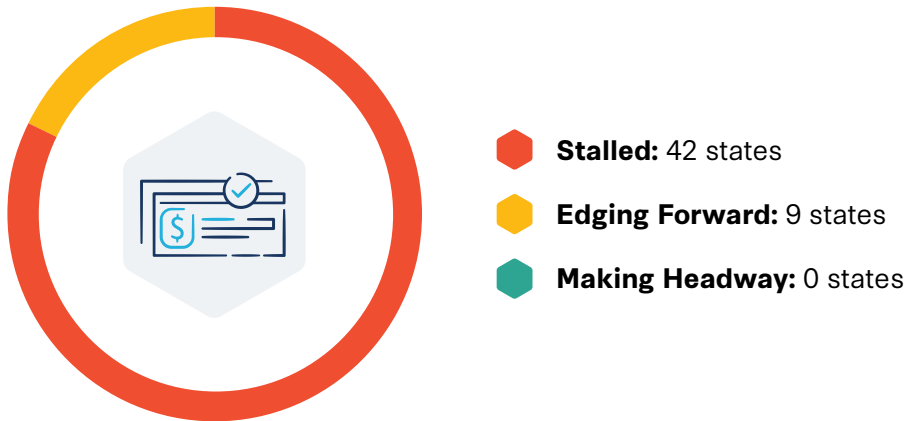 $
Stalled: 42 states
Edging Forward: 9 states
Making Headway: 0 states